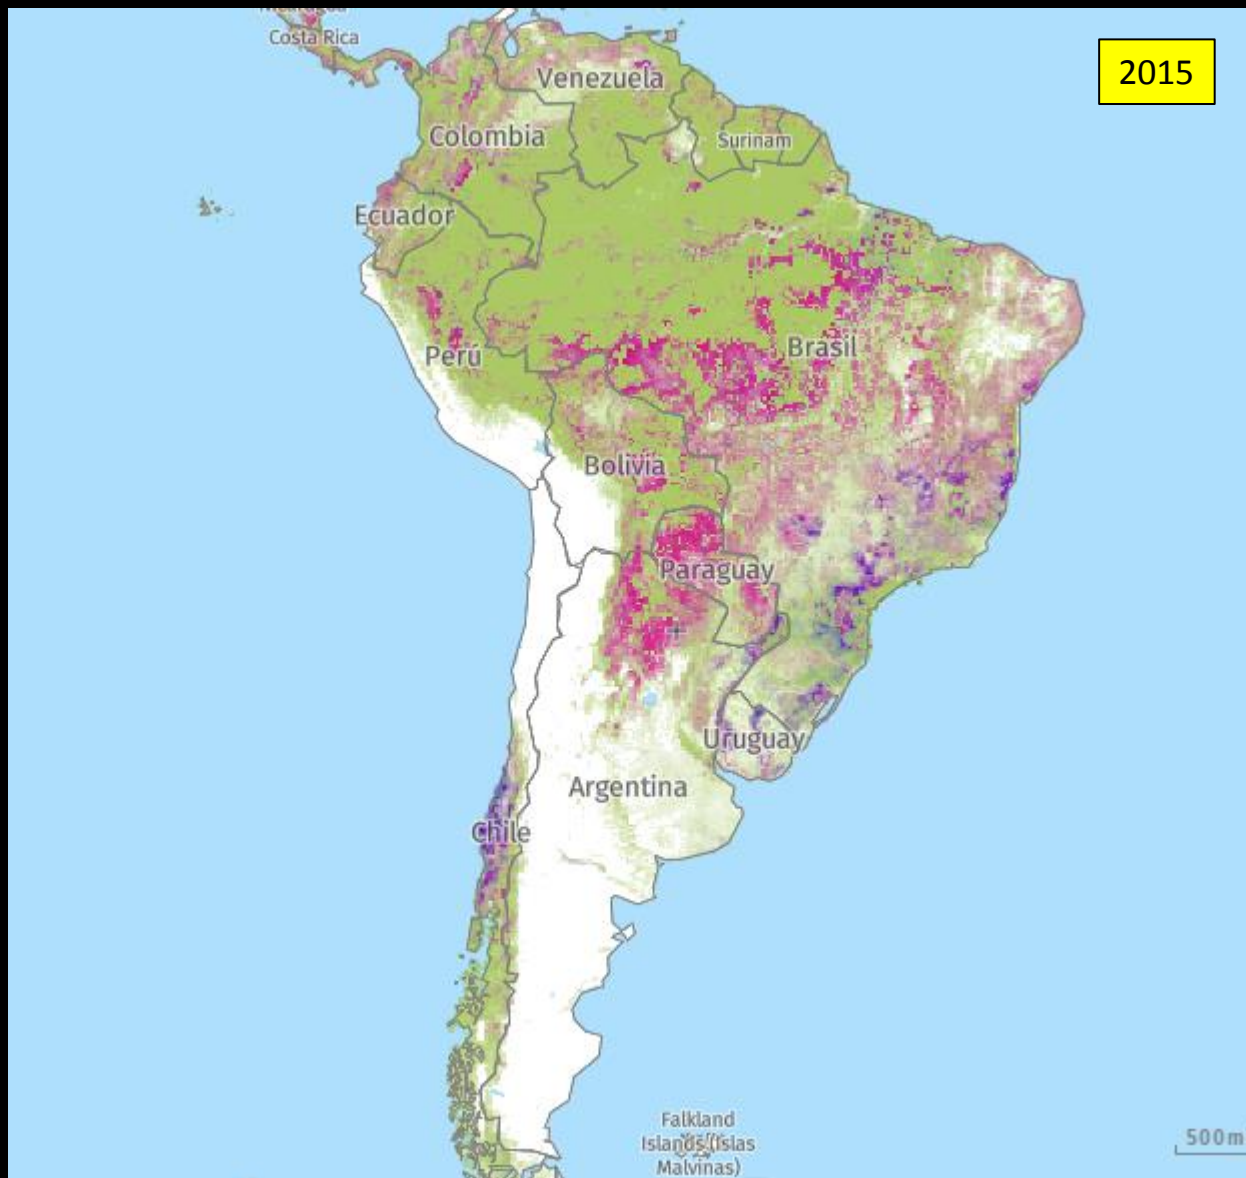 Costa Rica
2015
Venezuela
Colombia
Surinam
Ecuador
Perú
Brasil
Bolivia
Paraguay
Uruguay
Argentina
Chile
Falkland
Islands (Islas
Malvinas)
500m